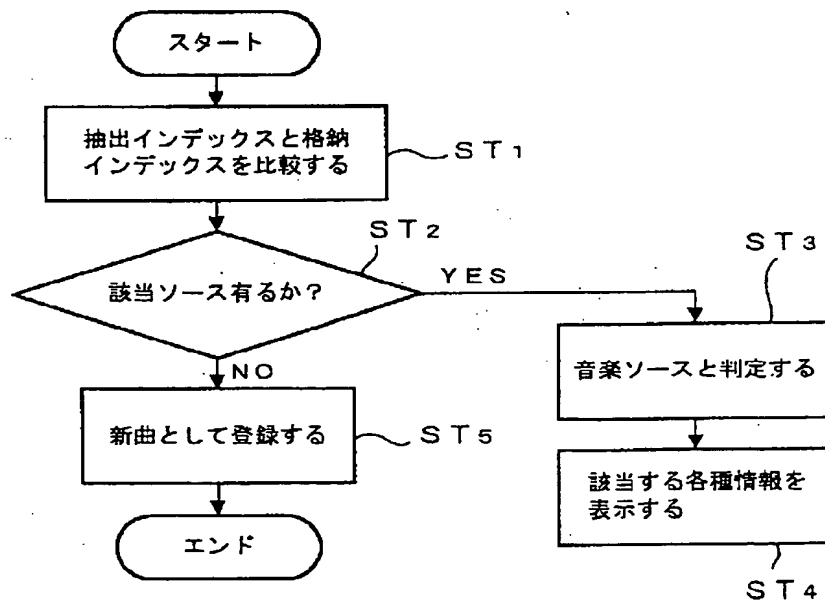 スタート
抽出インデックスと格納
インデックスを比較する
ST1
ST2
該当ソース有るか？
YES
ST3
音楽ソースと判定する
NO
新曲として登録する
ST5
該当する各種情報を
表示する
エンド
ST4